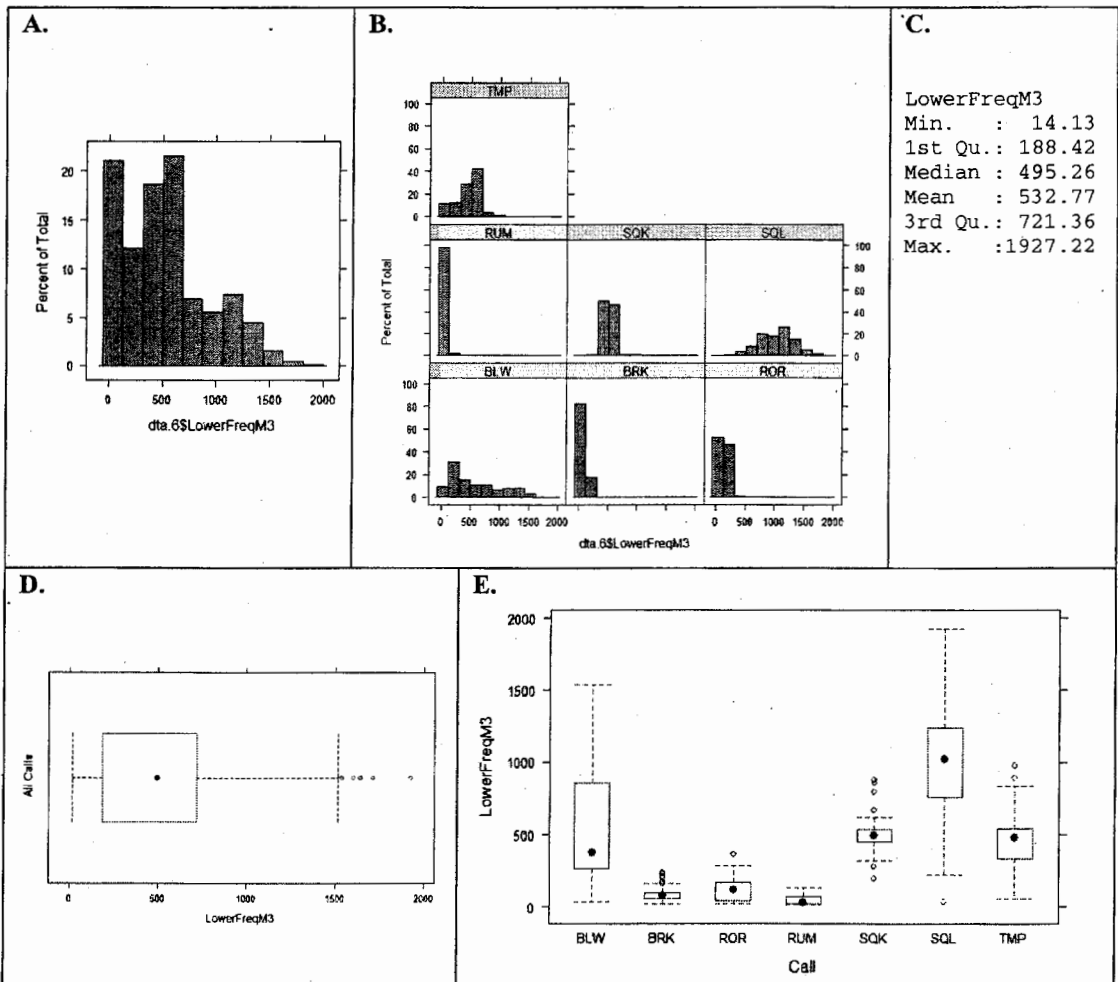 A.
Percent of Total
20
15
10
5
0
0 500 1000 1500 2000
dta.6$LowerFreqM3
B.
TMP
100
80
60
40
20
0
RUM SQK SQL
100
80
60
40
20
0
Percent of Total
BLW BRK ROR
100
80
60
40
20
0
0 500 1000 1500 2000
0 500 1000 1500 2000
dta.6$LowerFreqM3
C.
LowerFreqM3
Min. : 14.13
1st Qu.: 188.42
Median : 495.26
Mean : 532.77
3rd Qu.: 721.36
Max. :1927.22
D.
All Calls
0 500 1000 1500 2000
LowerFreqM3
E.
2000
1500
1000
500
0
LowerFreqM3
BLW BRK ROR RUM SQK SQL TMP
Call